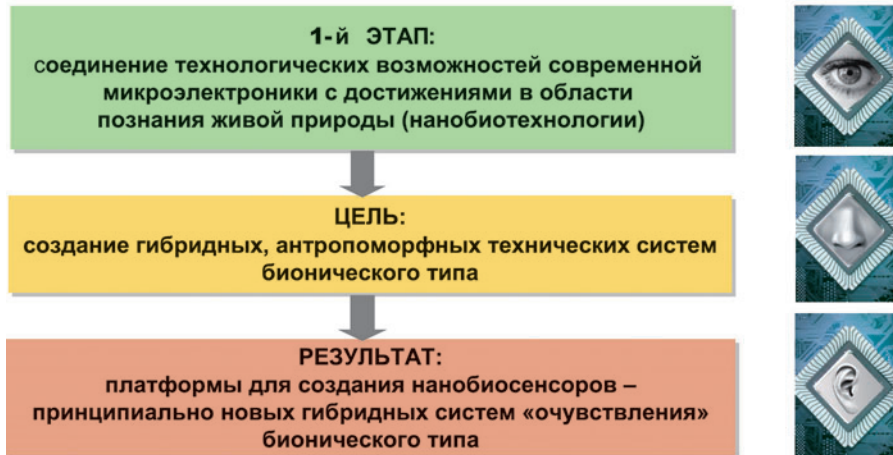 1-й ЭТАП:
соединение технологических возможностей современной
микроэлектроники с достижениями в области
познания живой природы (нанобиотехнологии)
ЦЕЛЬ:
создание гибридных, антропоморфных технических систем
бионического типа
РЕЗУЛЬТАТ:
платформы для создания нанобиосенсоров –
принципиально новых гибридных систем «очувствления»
бионического типа